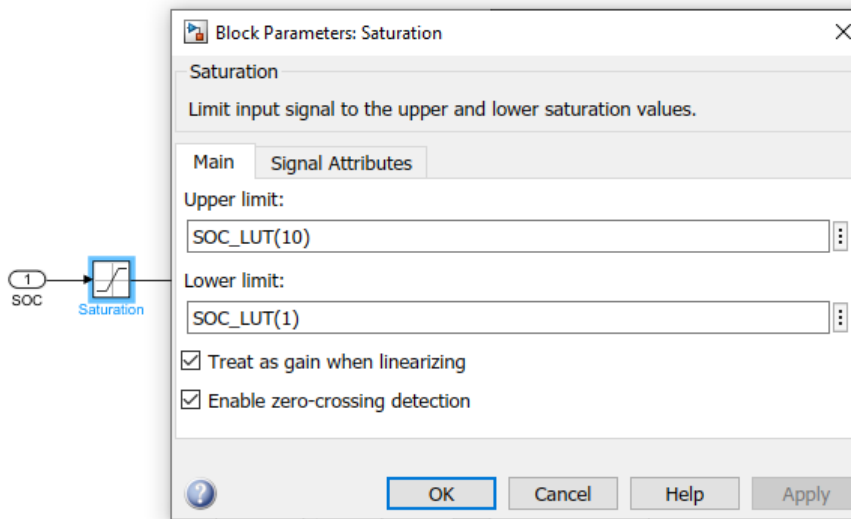 Block Parameters: Saturation
Saturation
Limit input signal to the upper and lower saturation values.
Main
Signal Attributes
Upper limit:
SOC_LUT(10)
1
SOC
Saturation
Lower limit:
SOC_LUT(1)
Treat as gain when linearizing
Enable zero-crossing detection
?
OK
Cancel
Help
Apply